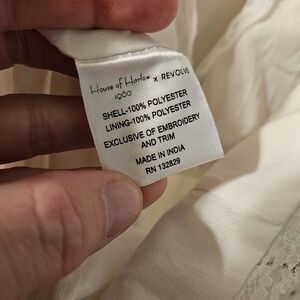 House of Harlow x REVOLVE
1960
SHELL-100% POLYESTER
LINING-100% POLYESTER
EXCLUSIVE OF EMBROIDERY
AND TRIM
MADE IN INDIA
RN 132829